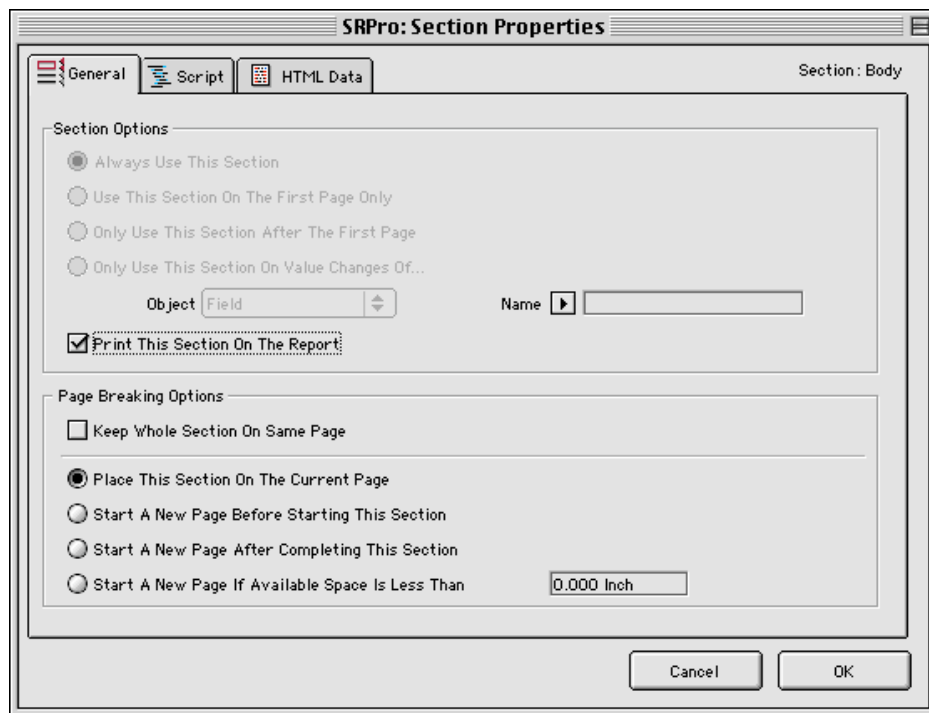 SRPro: Section Properties
General
Script
HTML Data
Section: Body
Section Options
Always Use This Section
Use This Section On The First Page Only
Only Use This Section After The First Page
Only Use This Section On Value Changes Of...
Object Field Name
Print This Section On The Report
Page Breaking Options
Keep Whole Section On Same Page
Place This Section On The Current Page
Start A New Page Before Starting This Section
Start A New Page After Completing This Section
Start A New Page If Available Space Is Less Than 0.000 Inch
Cancel OK